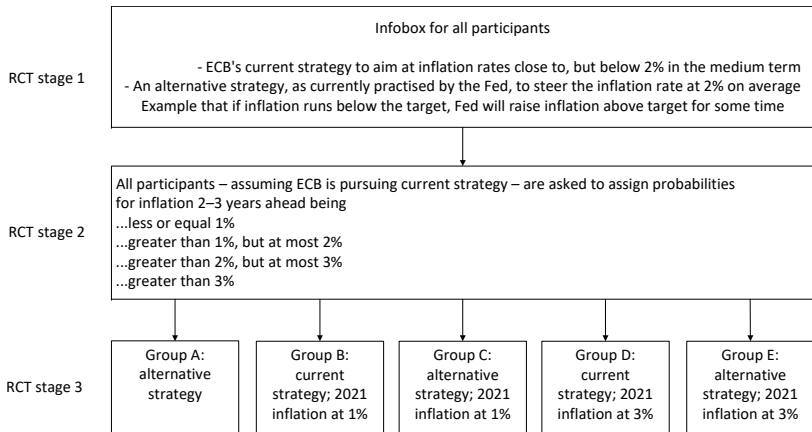 Infobox for all participants
RCT stage 1
- ECB's current strategy to aim at inflation rates close to, but below 2% in the medium term
- An alternative strategy, as currently practised by the Fed, to steer the inflation rate at 2% on average
Example that if inflation runs below the target, Fed will raise inflation above target for some time
RCT stage 2
All participants – assuming ECB is pursuing current strategy – are asked to assign probabilities
for inflation 2–3 years ahead being
...less or equal 1%
...greater than 1%, but at most 2%
...greater than 2%, but at most 3%
...greater than 3%
RCT stage 3
Group A:
alternative
strategy
Group B:
current
strategy; 2021
inflation at 1%
Group C:
alternative
strategy; 2021
inflation at 1%
Group D:
current
strategy; 2021
inflation at 3%
Group E:
alternative
strategy; 2021
inflation at 3%